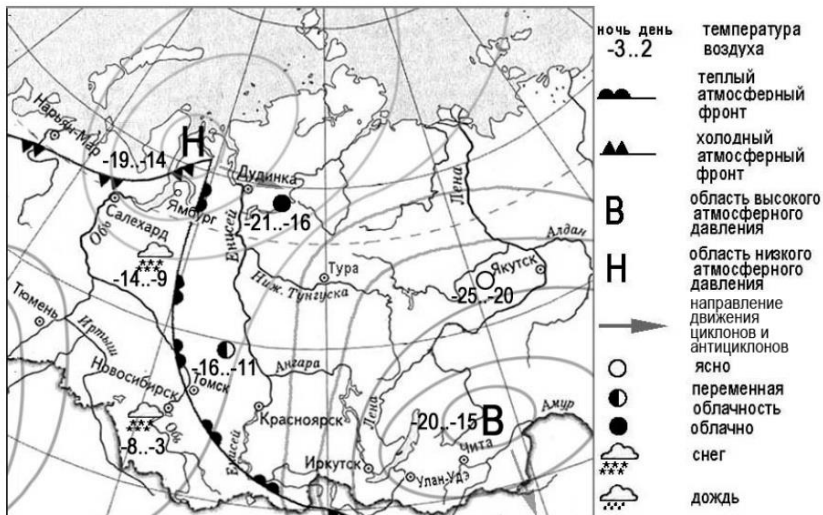 Нарьян-Мар
-19..-14
Н
Дудинка
Салехард
Ямбург
Обь
Енисей
-21..-16
Лена
Алдан
-14..-9
Тура
Якутск
Ниж. Тунгуска
-25..-20
Тюмень
Иртыш
-16..-11
Новосибирск
Томск
Ангара
Красноярск
Лена
-20..-15
В
Амур
Обь
-8..-3
Енисей
Иркутск
Улан-Удэ
Чита
ночь день
-3..2
температура
воздуха
теплый
атмосферный
фронт
холодный
атмосферный
фронт
В
область высокого
атмосферного
давления
Н
область низкого
атмосферного
давления
направление
движения
циклонов и
антициклонов
ясно
переменная
облачность
облачно
снег
дождь